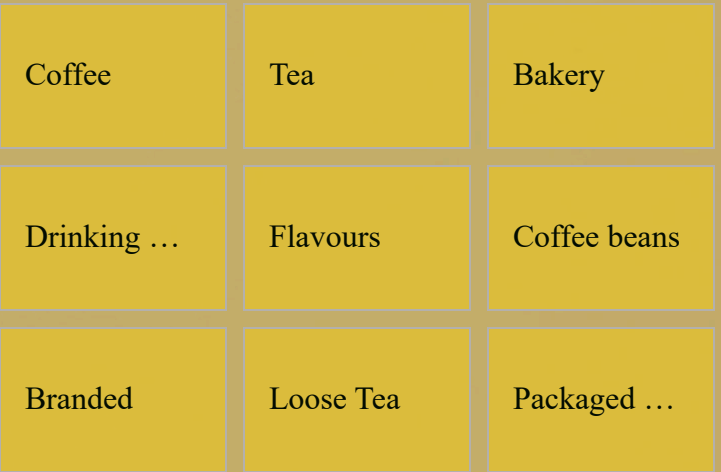 Coffee
Tea
Bakery
Drinking …
Flavours
Coffee beans
Branded
Loose Tea
Packaged …